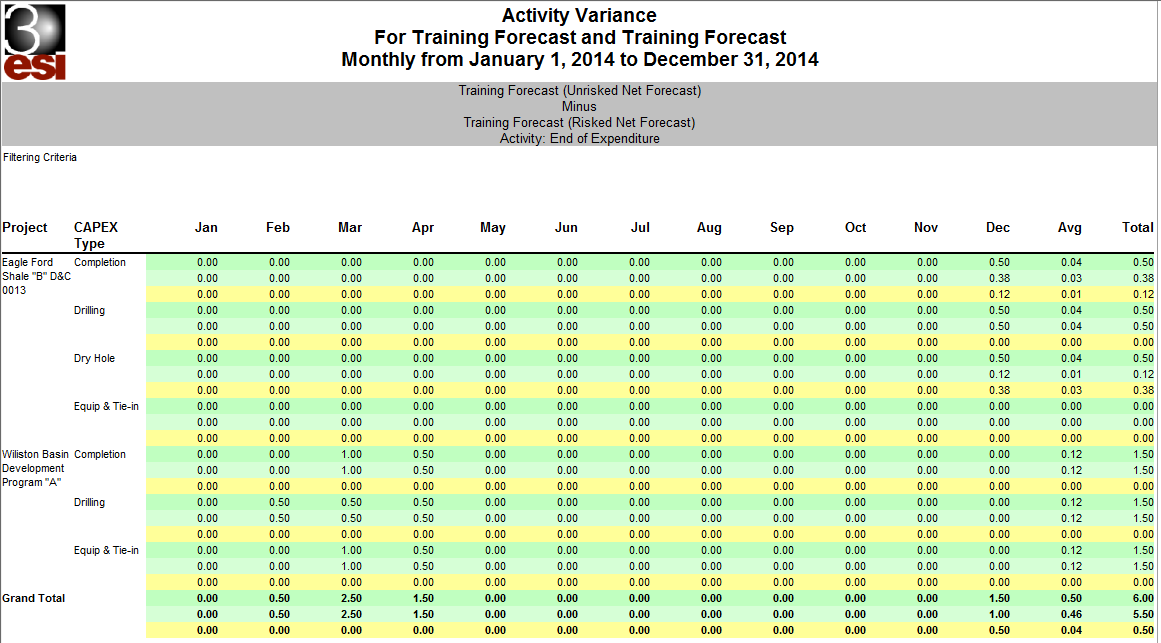 3
esi
Activity Variance
For Training Forecast and Training Forecast
Monthly from January 1, 2014 to December 31, 2014
Training Forecast (Unrisked Net Forecast)
Minus
Training Forecast (Risked Net Forecast)
Activity: End of Expenditure
Filtering Criteria
Project CAPEX Type Jan Feb Mar Apr May Jun Jul Aug Sep Oct Nov Dec Avg Total
Eagle Ford Completion 0.00 0.00 0.00 0.00 0.00 0.00 0.00 0.00 0.00 0.00 0.00 0.50 0.04 0.50
Shale "B" D&C 0.00 0.00 0.00 0.00 0.00 0.00 0.00 0.00 0.00 0.00 0.00 0.38 0.03 0.38
0013 0.00 0.00 0.00 0.00 0.00 0.00 0.00 0.00 0.00 0.00 0.00 0.12 0.01 0.12
Drilling 0.00 0.00 0.00 0.00 0.00 0.00 0.00 0.00 0.00 0.00 0.00 0.50 0.04 0.50
0.00 0.00 0.00 0.00 0.00 0.00 0.00 0.00 0.00 0.00 0.00 0.50 0.04 0.50
0.00 0.00 0.00 0.00 0.00 0.00 0.00 0.00 0.00 0.00 0.00 0.00 0.00 0.00
Dry Hole 0.00 0.00 0.00 0.00 0.00 0.00 0.00 0.00 0.00 0.00 0.00 0.50 0.04 0.50
0.00 0.00 0.00 0.00 0.00 0.00 0.00 0.00 0.00 0.00 0.00 0.12 0.01 0.12
0.00 0.00 0.00 0.00 0.00 0.00 0.00 0.00 0.00 0.00 0.00 0.38 0.03 0.38
Equip & Tie-in 0.00 0.00 0.00 0.00 0.00 0.00 0.00 0.00 0.00 0.00 0.00 0.00 0.00 0.00
0.00 0.00 0.00 0.00 0.00 0.00 0.00 0.00 0.00 0.00 0.00 0.00 0.00 0.00
0.00 0.00 0.00 0.00 0.00 0.00 0.00 0.00 0.00 0.00 0.00 0.00 0.00 0.00
Wiliston Basin Completion 0.00 0.00 1.00 0.50 0.00 0.00 0.00 0.00 0.00 0.00 0.00 0.00 0.12 1.50
Development 0.00 0.00 1.00 0.50 0.00 0.00 0.00 0.00 0.00 0.00 0.00 0.00 0.12 1.50
Program "A" 0.00 0.00 0.00 0.00 0.00 0.00 0.00 0.00 0.00 0.00 0.00 0.00 0.00 0.00
Drilling 0.00 0.50 0.50 0.50 0.00 0.00 0.00 0.00 0.00 0.00 0.00 0.00 0.12 1.50
0.00 0.50 0.50 0.50 0.00 0.00 0.00 0.00 0.00 0.00 0.00 0.00 0.12 1.50
0.00 0.00 0.00 0.00 0.00 0.00 0.00 0.00 0.00 0.00 0.00 0.00 0.00 0.00
Equip & Tie-in 0.00 0.00 1.00 0.50 0.00 0.00 0.00 0.00 0.00 0.00 0.00 0.00 0.12 1.50
0.00 0.00 1.00 0.50 0.00 0.00 0.00 0.00 0.00 0.00 0.00 0.00 0.12 1.50
0.00 0.00 0.00 0.00 0.00 0.00 0.00 0.00 0.00 0.00 0.00 0.00 0.00 0.00
Grand Total 0.00 0.50 2.50 1.50 0.00 0.00 0.00 0.00 0.00 0.00 0.00 1.50 0.50 6.00
0.00 0.50 2.50 1.50 0.00 0.00 0.00 0.00 0.00 0.00 0.00 1.00 0.46 5.50
0.00 0.00 0.00 0.00 0.00 0.00 0.00 0.00 0.00 0.00 0.00 0.50 0.04 0.50